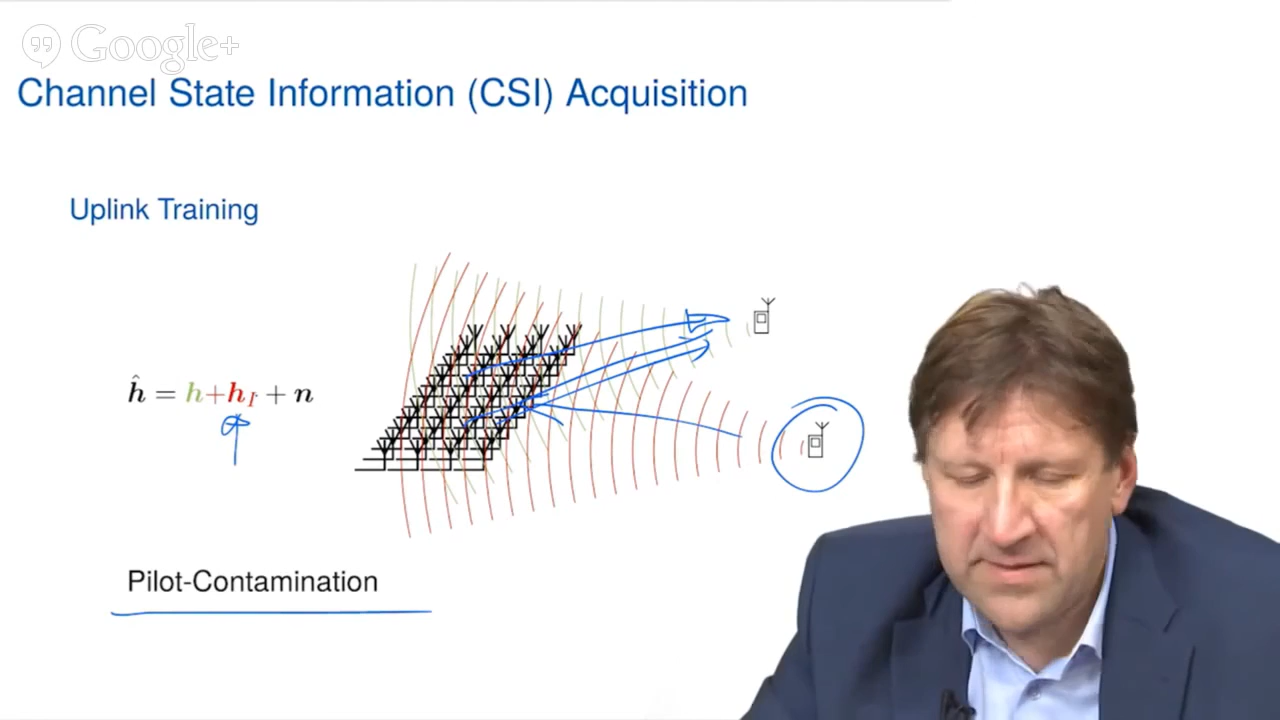 Google+
Channel State Information (CSI) Acquisition
Uplink Training
ĥ = h+h_I + n
Pilot-Contamination